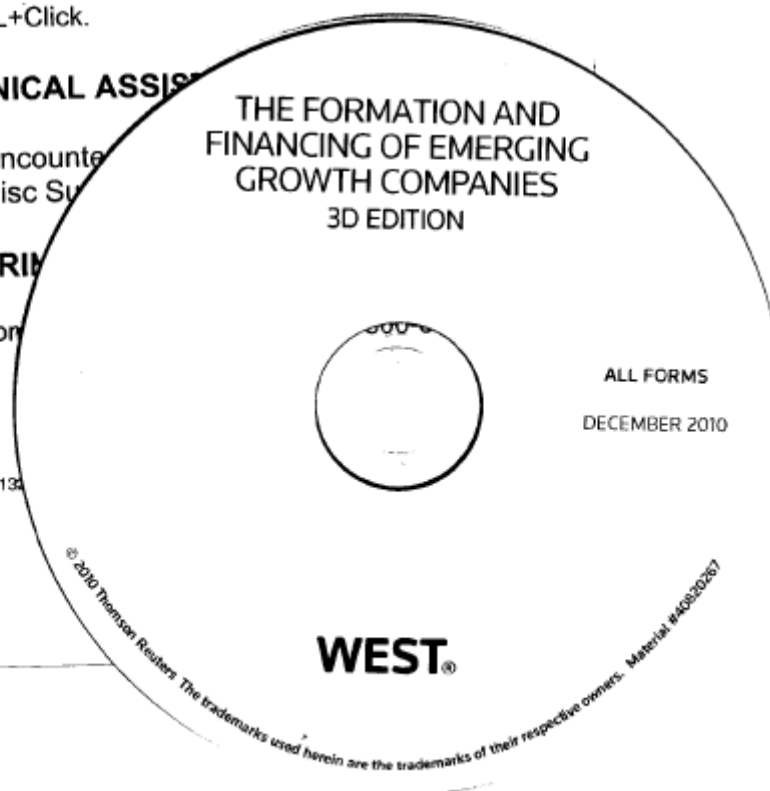 L+Click.
NICAL ASSIS
ncounte
isc Su
RIN
THE FORMATION AND
FINANCING OF EMERGING
GROWTH COMPANIES
3D EDITION
ALL FORMS
DECEMBER 2010
WEST®
© 2010 Thomson Reuters The trademarks used herein are the trademarks of their respective owners. Material #40820267